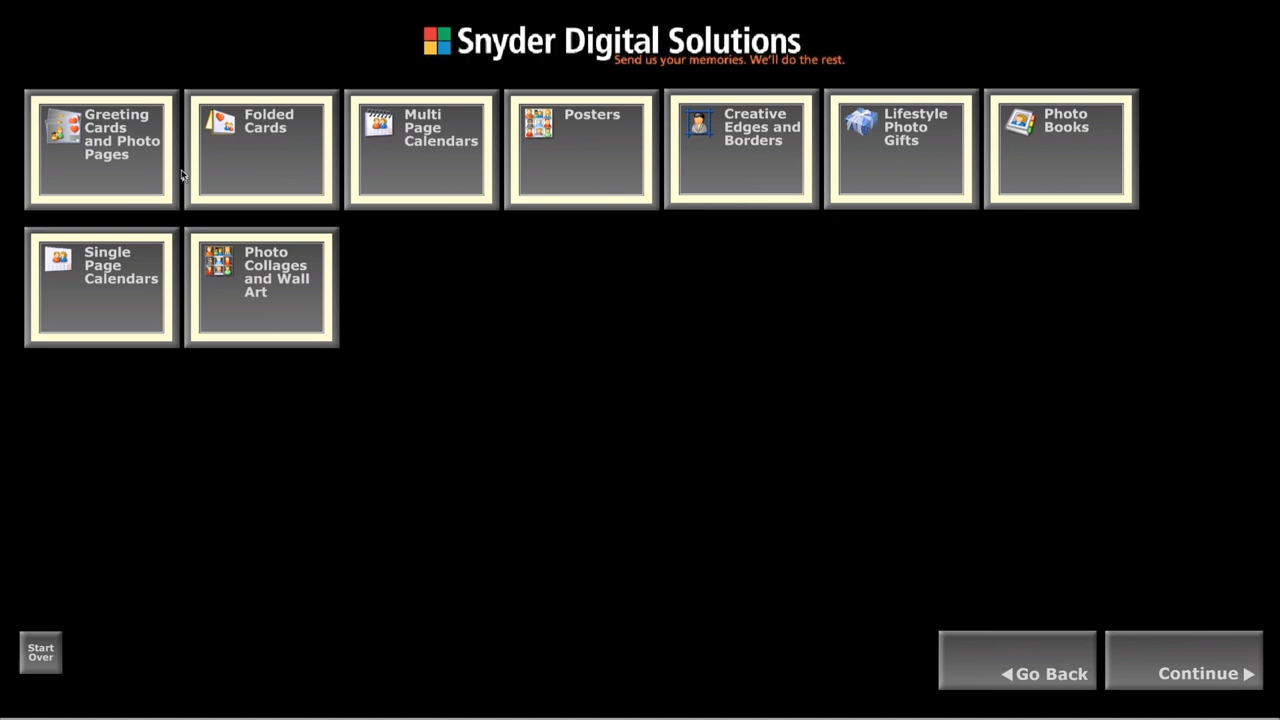 Snyder Digital Solutions
Send us your memories. We'll do the rest.
Greeting
Cards
and Photo
Pages
Folded
Cards
Multi
Page
Calendars
Posters
Creative
Edges and
Borders
Lifestyle
Photo
Gifts
Photo
Books
Single
Page
Calendars
Photo
Collages
and Wall
Art
Start
Over
Go Back
Continue